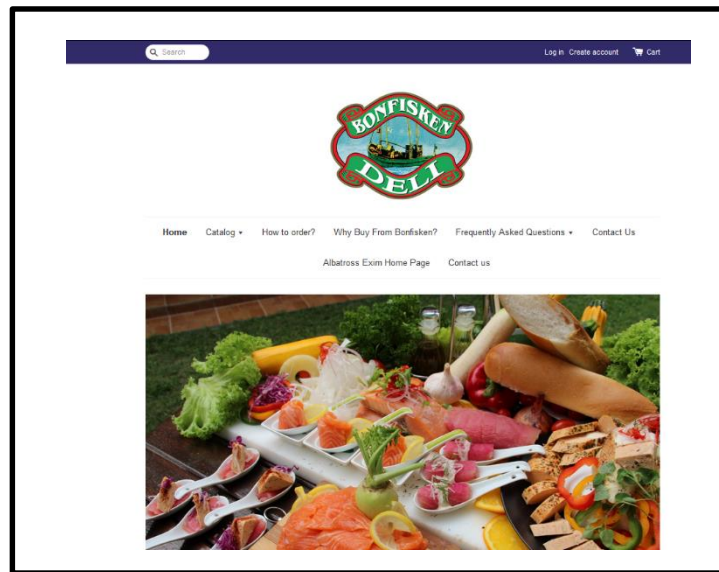 Search
Log in Create account Cart
BONFISKEN
DELI
Home Catalog ▾ How to order? Why Buy From Bonfisken? Frequently Asked Questions ▾ Contact Us
Albatross Exim Home Page Contact us